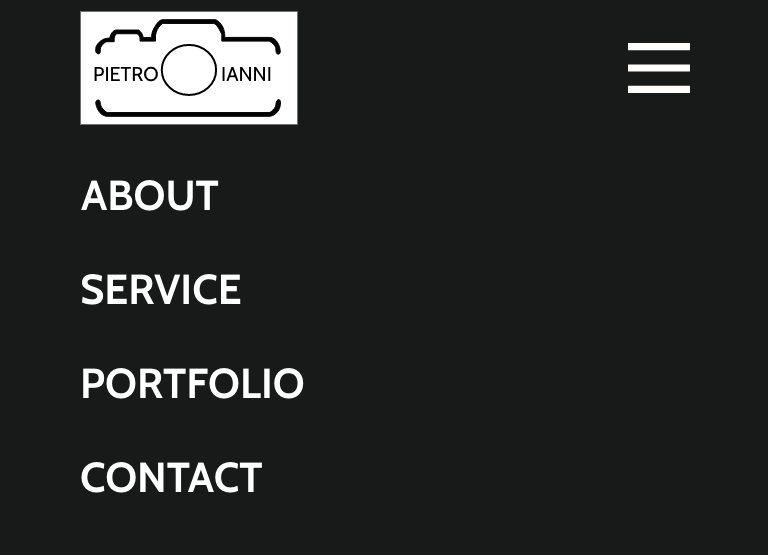 PIETRO IANNI
ABOUT
SERVICE
PORTFOLIO
CONTACT